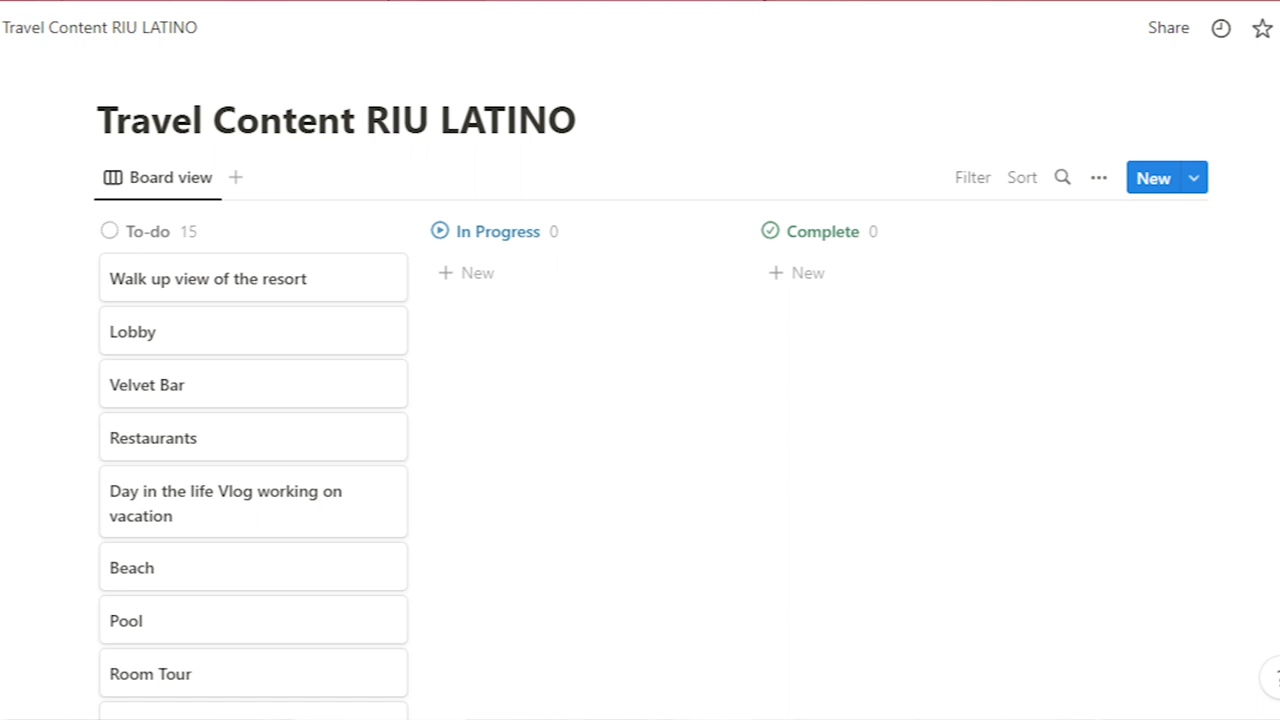 Travel Content RIU LATINO
Share
Travel Content RIU LATINO
Board view
Filter Sort New
To-do 15 In Progress 0 Complete 0
Walk up view of the resort
New
New
Lobby
Velvet Bar
Restaurants
Day in the life Vlog working on
vacation
Beach
Pool
Room Tour